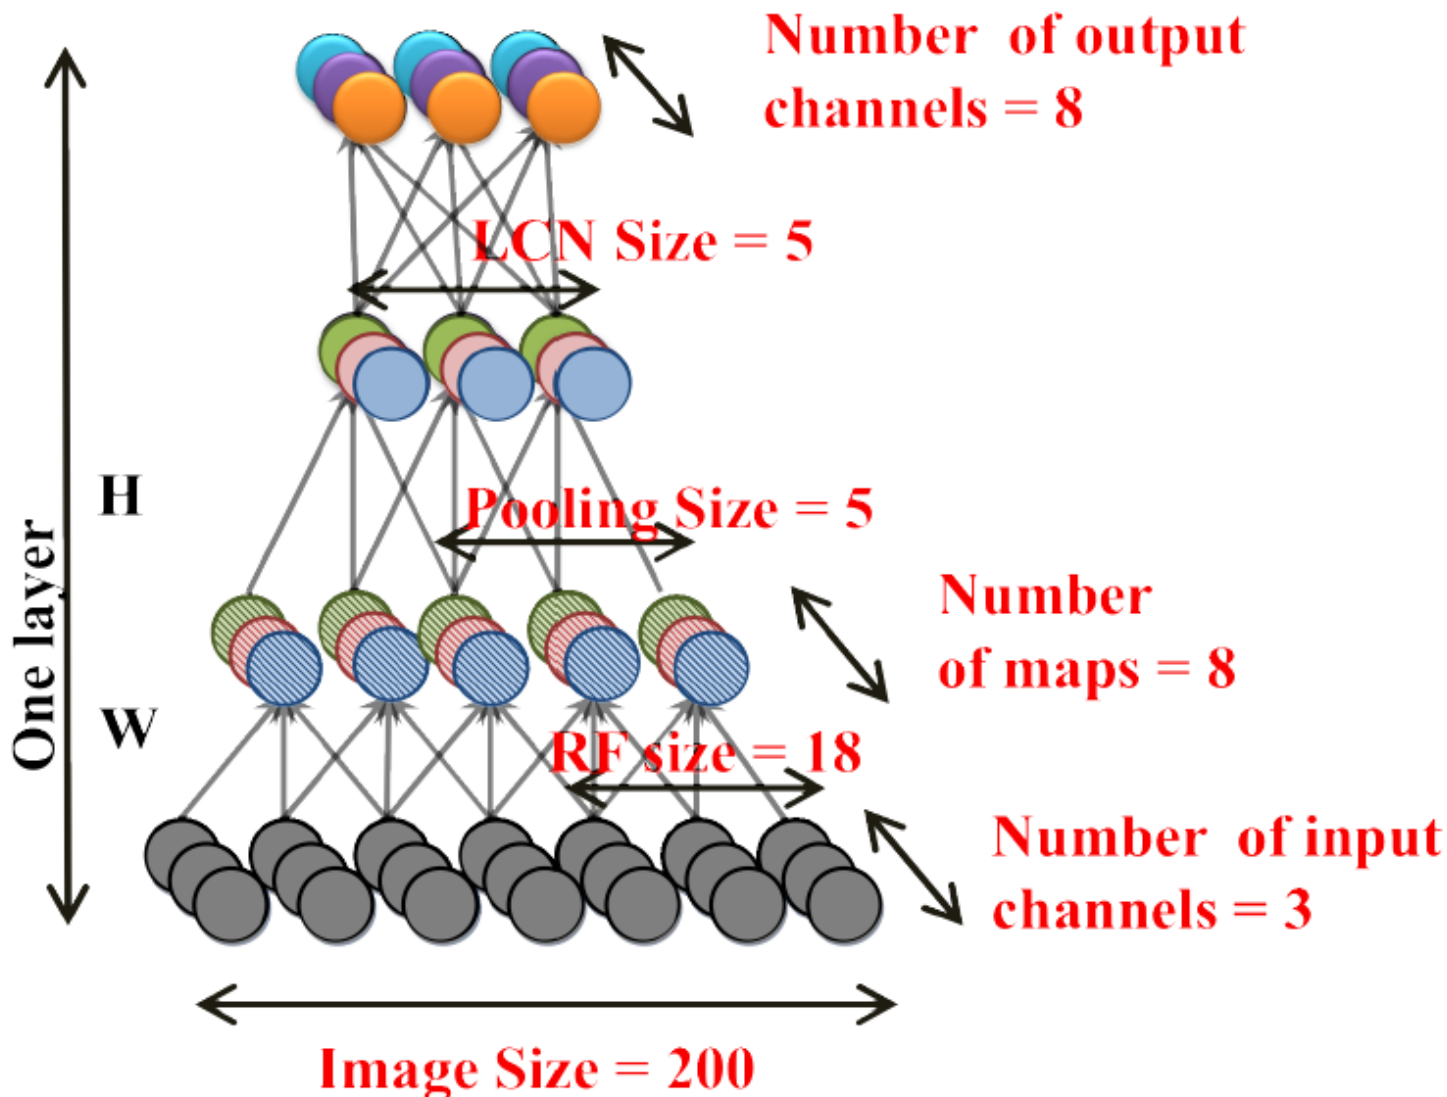 Number of output
channels = 8
LCN Size = 5
H
Pooling Size = 5
One layer
Number
of maps = 8
W
RF size = 18
Number of input
channels = 3
Image Size = 200